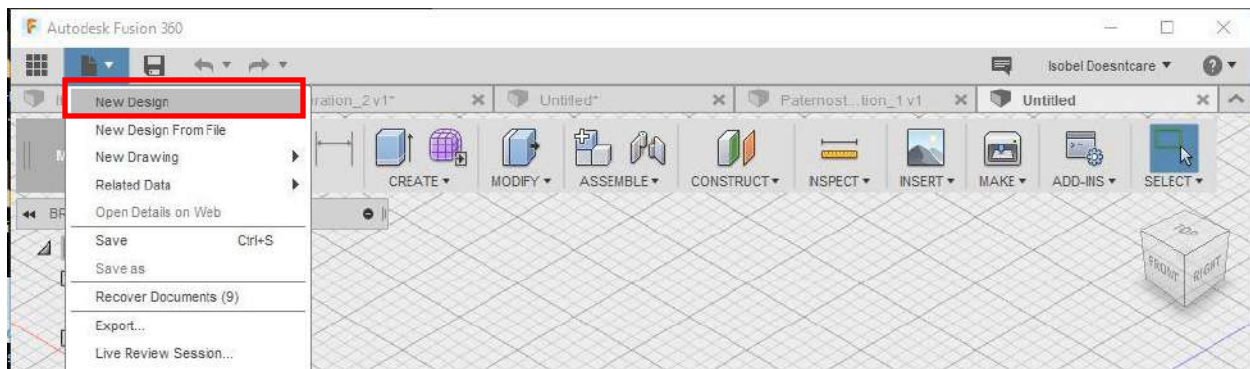 F Autodesk Fusion 360
Isobel Doesntcare
?
New Design
ration_2 v1*
Untitled*
Paternost...tion_1 v1
Untitled
New Design From File
New Drawing
Related Data
Open Details on Web
Save Ctrl+S
Save as
Recover Documents (9)
Export...
Live Review Session...
CREATE
MODIFY
ASSEMBLE
CONSTRUCT
INSPECT
INSERT
MAKE
ADD-INS
SELECT
BR
TOP
FRONT
RIGHT